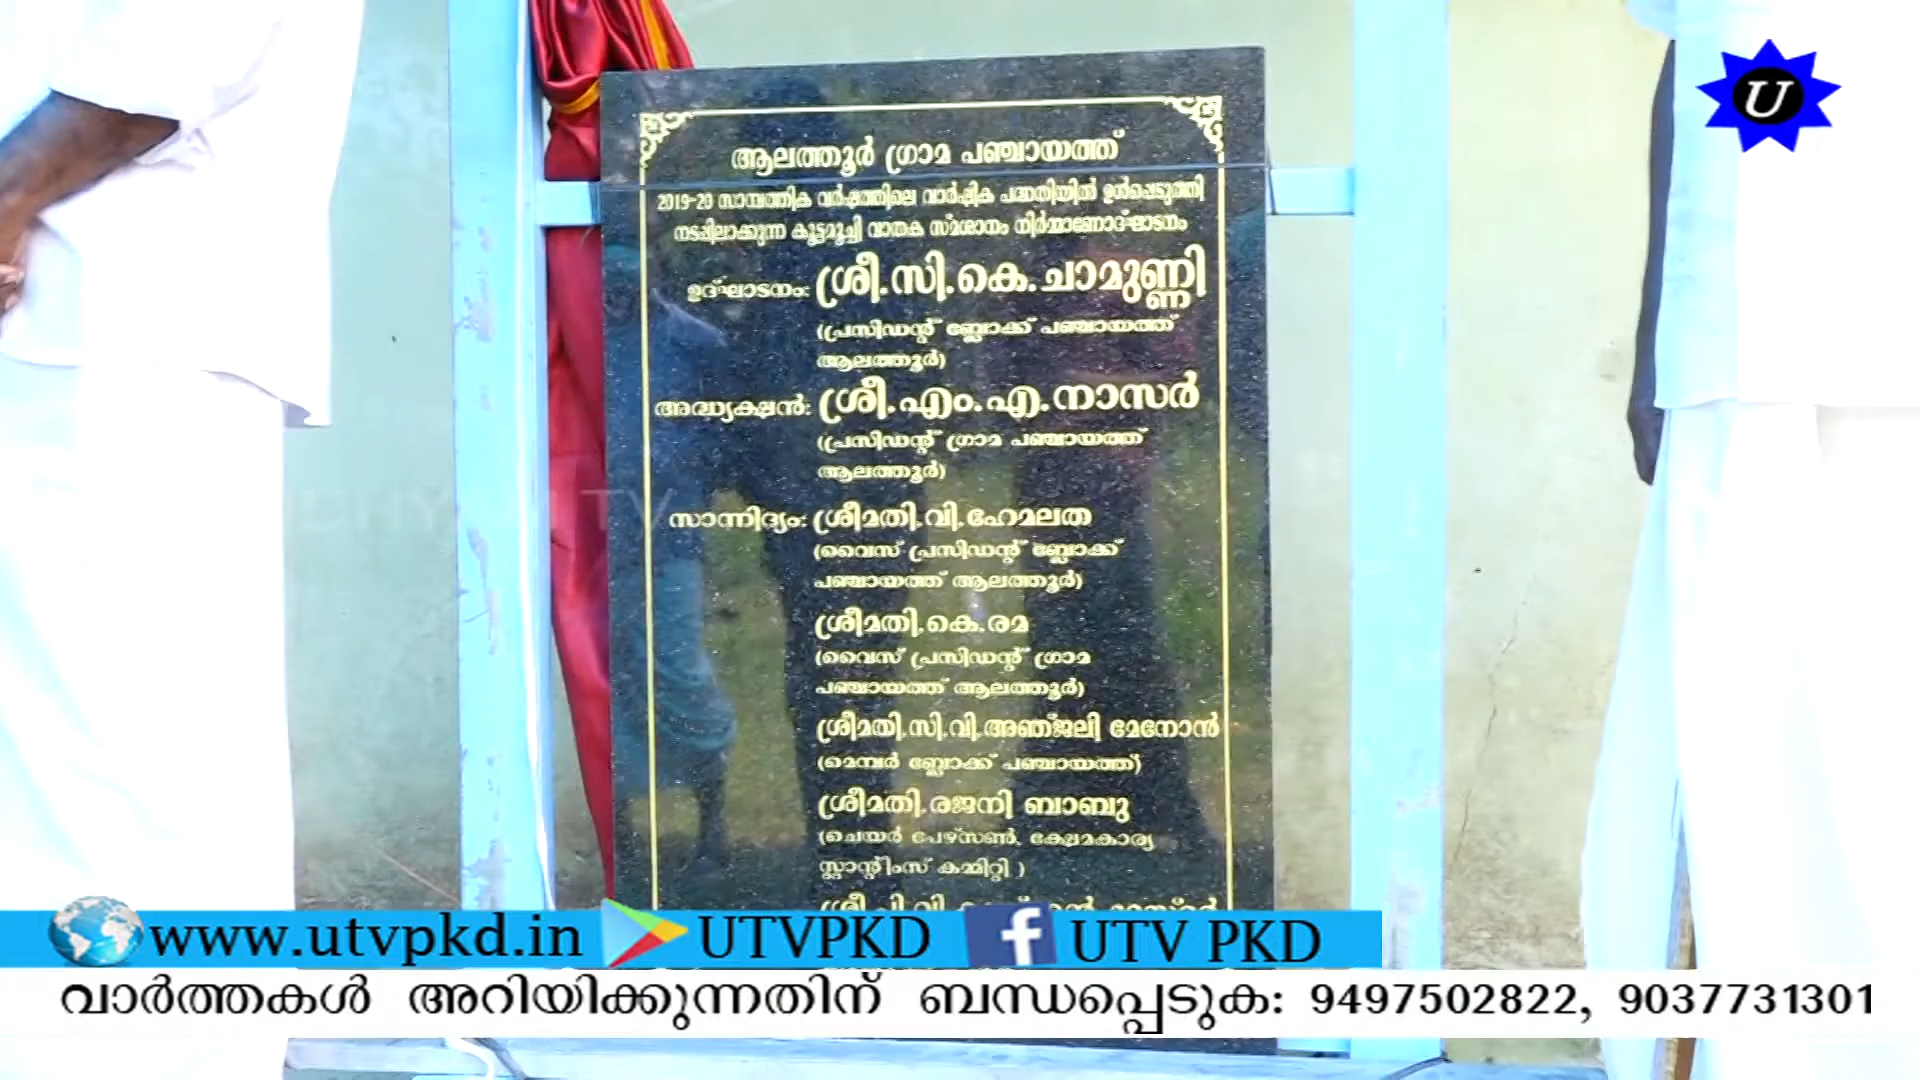 U
ആലത്തൂർ ഗ്രാമ പഞ്ചായത്ത്
2019-20 സാമ്പത്തിക വർഷത്തിലെ വാർഷിക പദ്ധതിയിൽ ഉൾപ്പെടുത്തി
നടപ്പിലാക്കുന്ന കൂട്ടമൂച്ചി വാതക സ്മശാനം നിർമ്മാണോദ്ഘാടനം
ഉദ്ഘാടനം: ശ്രീ.സി.കെ.ചാമുണ്ണി
(പ്രസിഡന്റ് ബ്ലോക്ക് പഞ്ചായത്ത്
ആലത്തൂർ)
അദ്ധ്യക്ഷൻ: ശ്രീ.എം.എ.നാസർ
(പ്രസിഡന്റ് ഗ്രാമ പഞ്ചായത്ത്
ആലത്തൂർ)
സാന്നിദ്യം: ശ്രീമതി.വി.ഹേമലത
(വൈസ് പ്രസിഡന്റ് ബ്ലോക്ക്
പഞ്ചായത്ത് ആലത്തൂർ)
ശ്രീമതി.കെ.രമ
(വൈസ് പ്രസിഡന്റ് ഗ്രാമ
പഞ്ചായത്ത് ആലത്തൂർ)
ശ്രീമതി.സി.വി.അഞ്ജലി മേനോൻ
(മെമ്പർ ബ്ലോക്ക് പഞ്ചായത്ത്)
ശ്രീമതി.രജനി ബാബു
(ചെയർ പേഴ്സൺ, ക്ഷേമകാര്യ
സ്റ്റാന്റിംസ് കമ്മിറ്റി )
www.utvpkd.in UTVPKD f UTV PKD
വാർത്തകൾ അറിയിക്കുന്നതിന് ബന്ധപ്പെടുക: 9497502822, 9037731301